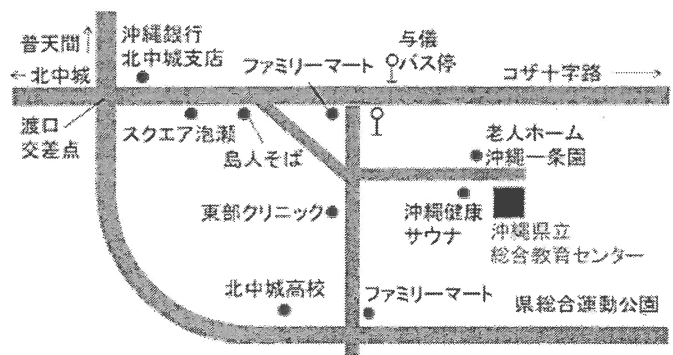 普天間
沖縄銀行
北中城支店
ファミリーマート
与儀
バス停
北中城
コザ十字路
渡口
交差点
スクエア泡瀬
島人そば
老人ホーム
沖縄一条園
東部クリニック
沖縄健康
サウナ
沖縄県立
総合教育センター
北中城高校
ファミリーマート
県総合運動公園